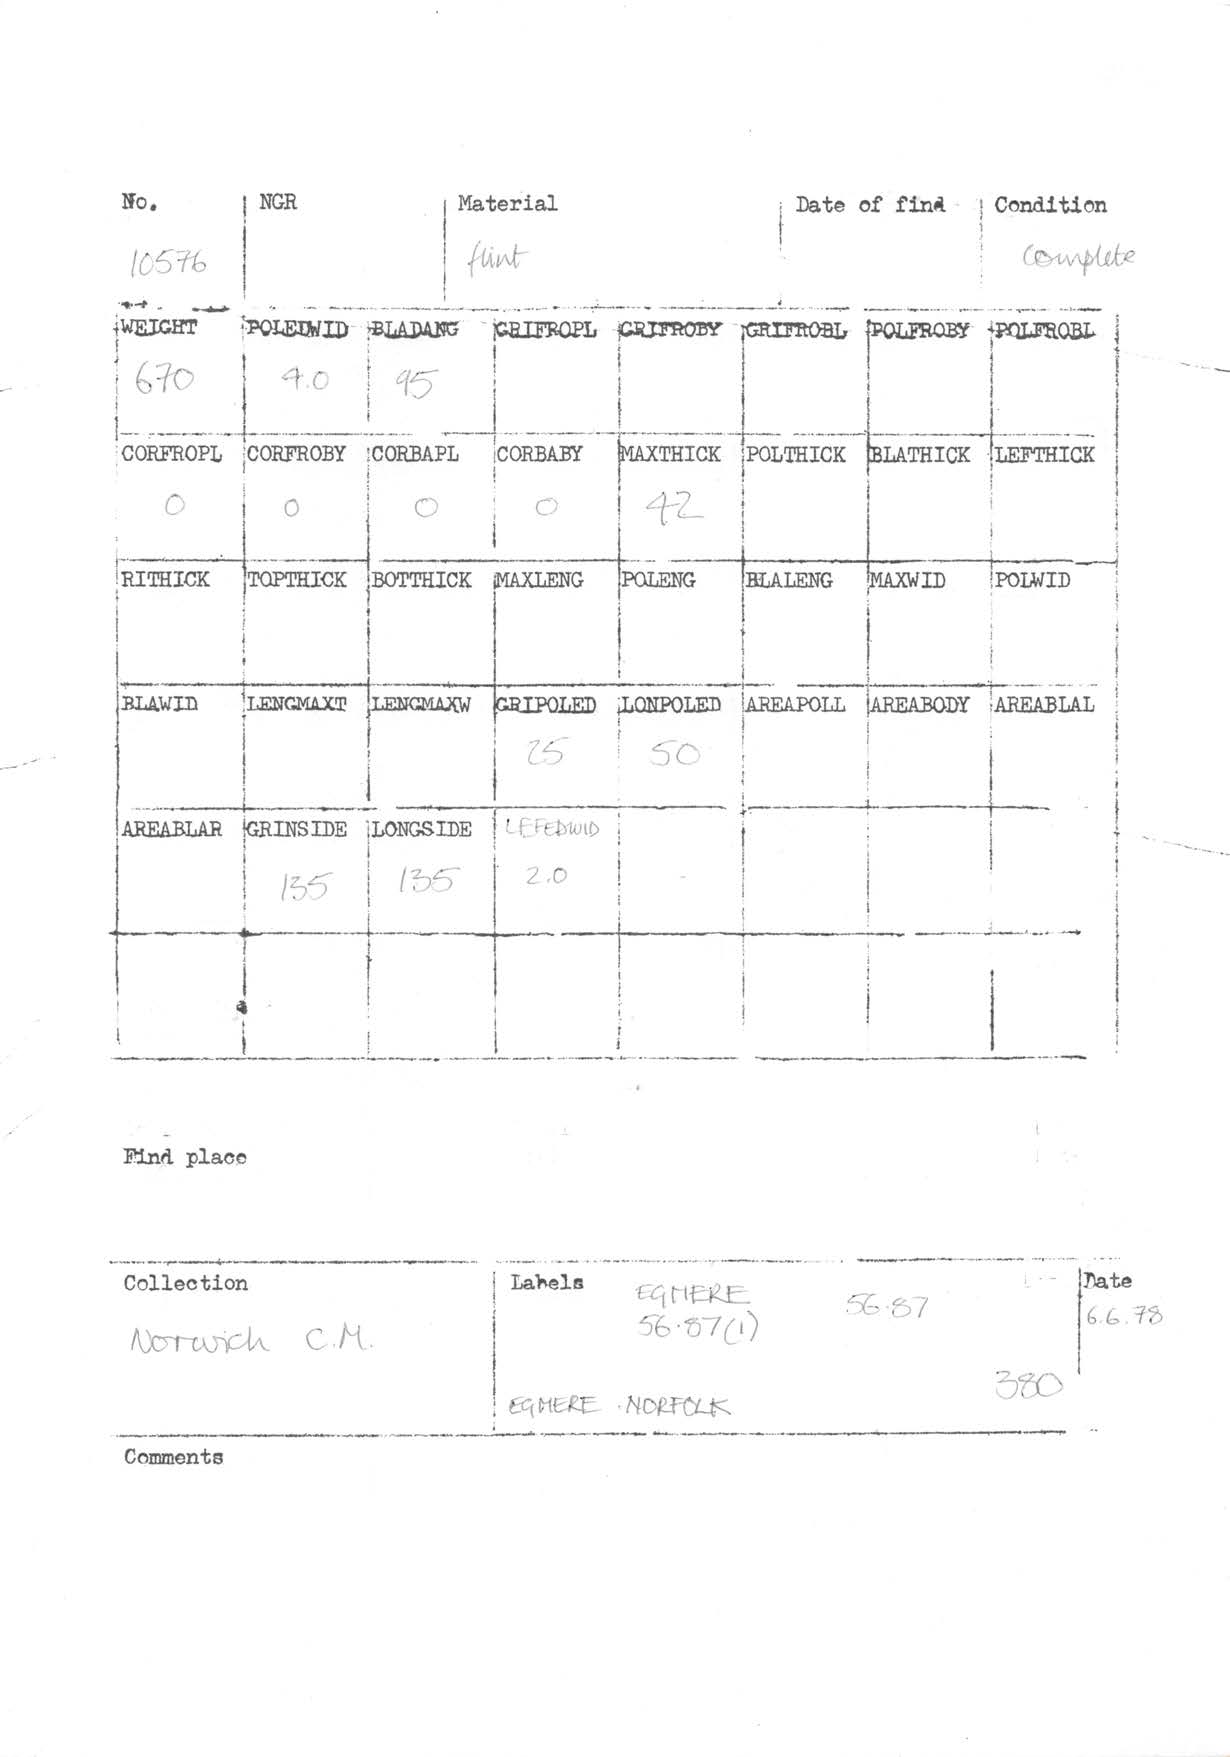 No. NGR Material Date of find Condition
10576 flint complete
WEIGHT POLEDWID BLADANG GRIFROPL GRIFROBY GRIFROBL POLFROBY POLFROBL
670 4.0 95
CORFROPL CORFROBY CORBAPL CORBABY MAXTHICK POLTHICK BLATHICK LEFTHICK
0 0 0 0 42
RITHICK TOPTHICK BOTTHICK MAXLENG POLENG BLALENG MAXWID POLWID
BLAWID LENGMAXT LENGMAXW GRIPOLED LONPOLED AREAPOLL AREABODY AREABLAL
25 50
AREABLAR GRINSIDE LONGSIDE LEFEDWID
135 135 2.0
Find place
Collection Labels Date
EGMERE 56.87
Norwich C.M. 56.87(1) 6.6.78
380
EGMERE NORFOLK
Comments